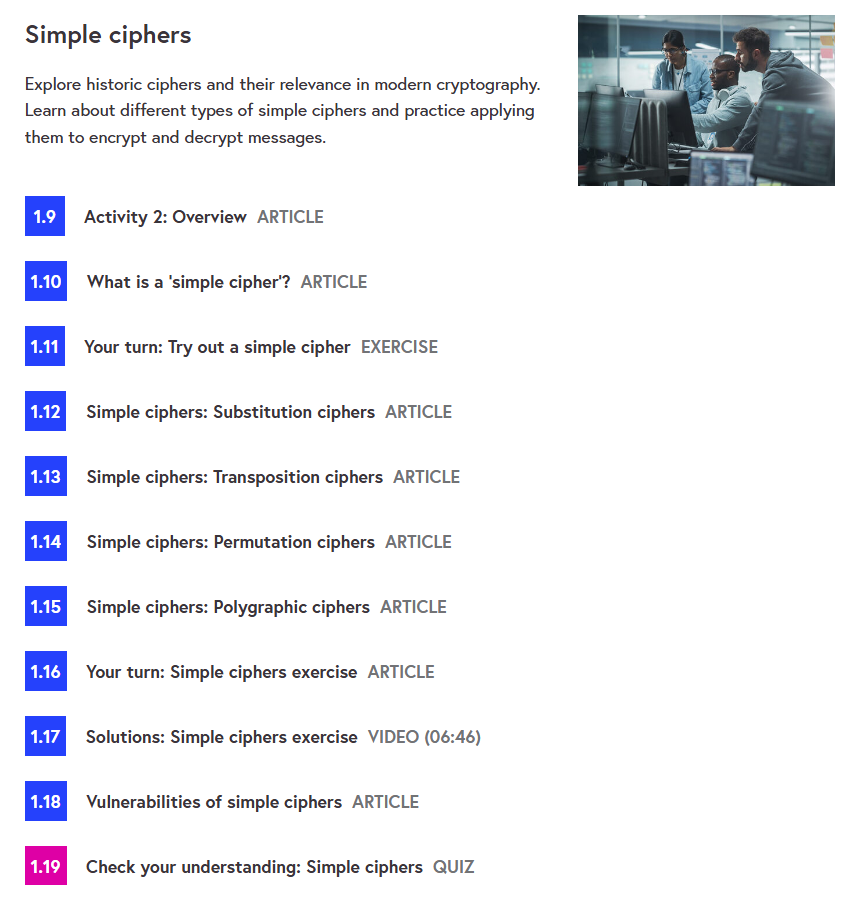 Simple ciphers
Explore historic ciphers and their relevance in modern cryptography.
Learn about different types of simple ciphers and practice applying
them to encrypt and decrypt messages.
1.9 Activity 2: Overview ARTICLE
1.10 What is a 'simple cipher'? ARTICLE
1.11 Your turn: Try out a simple cipher EXERCISE
1.12 Simple ciphers: Substitution ciphers ARTICLE
1.13 Simple ciphers: Transposition ciphers ARTICLE
1.14 Simple ciphers: Permutation ciphers ARTICLE
1.15 Simple ciphers: Polygraphic ciphers ARTICLE
1.16 Your turn: Simple ciphers exercise ARTICLE
1.17 Solutions: Simple ciphers exercise VIDEO (06:46)
1.18 Vulnerabilities of simple ciphers ARTICLE
1.19 Check your understanding: Simple ciphers QUIZ